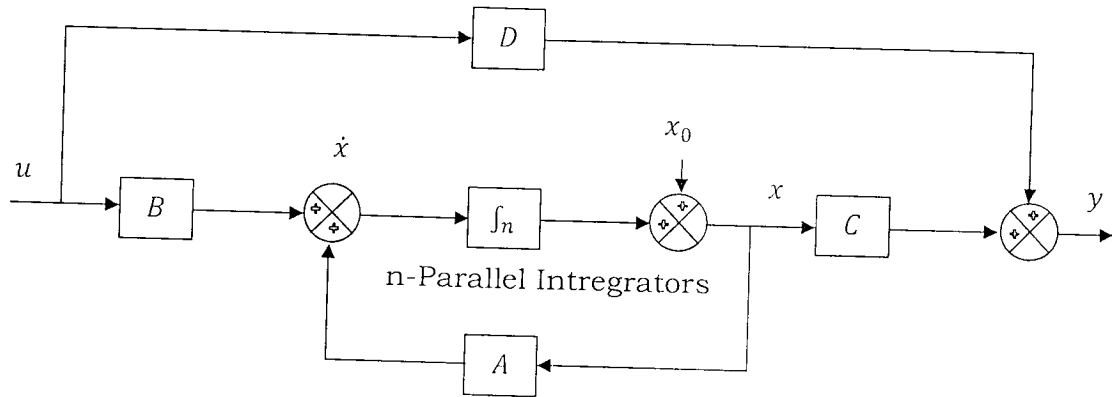 D
x₀
ẋ
u
x
y
B
∫ₙ
C
n-Parallel Intregrators
A